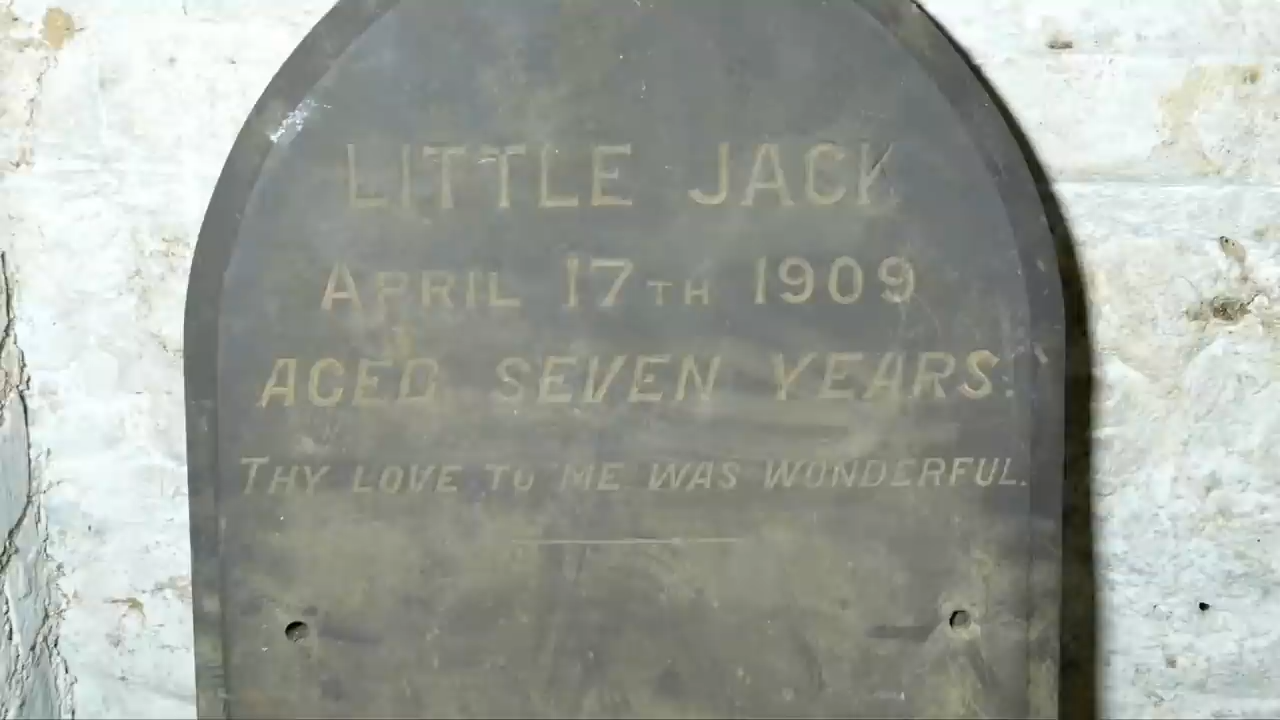 LITTLE JACK
APRIL 17TH 1909
AGED SEVEN YEARS.
THY LOVE TO ME WAS WONDERFUL.